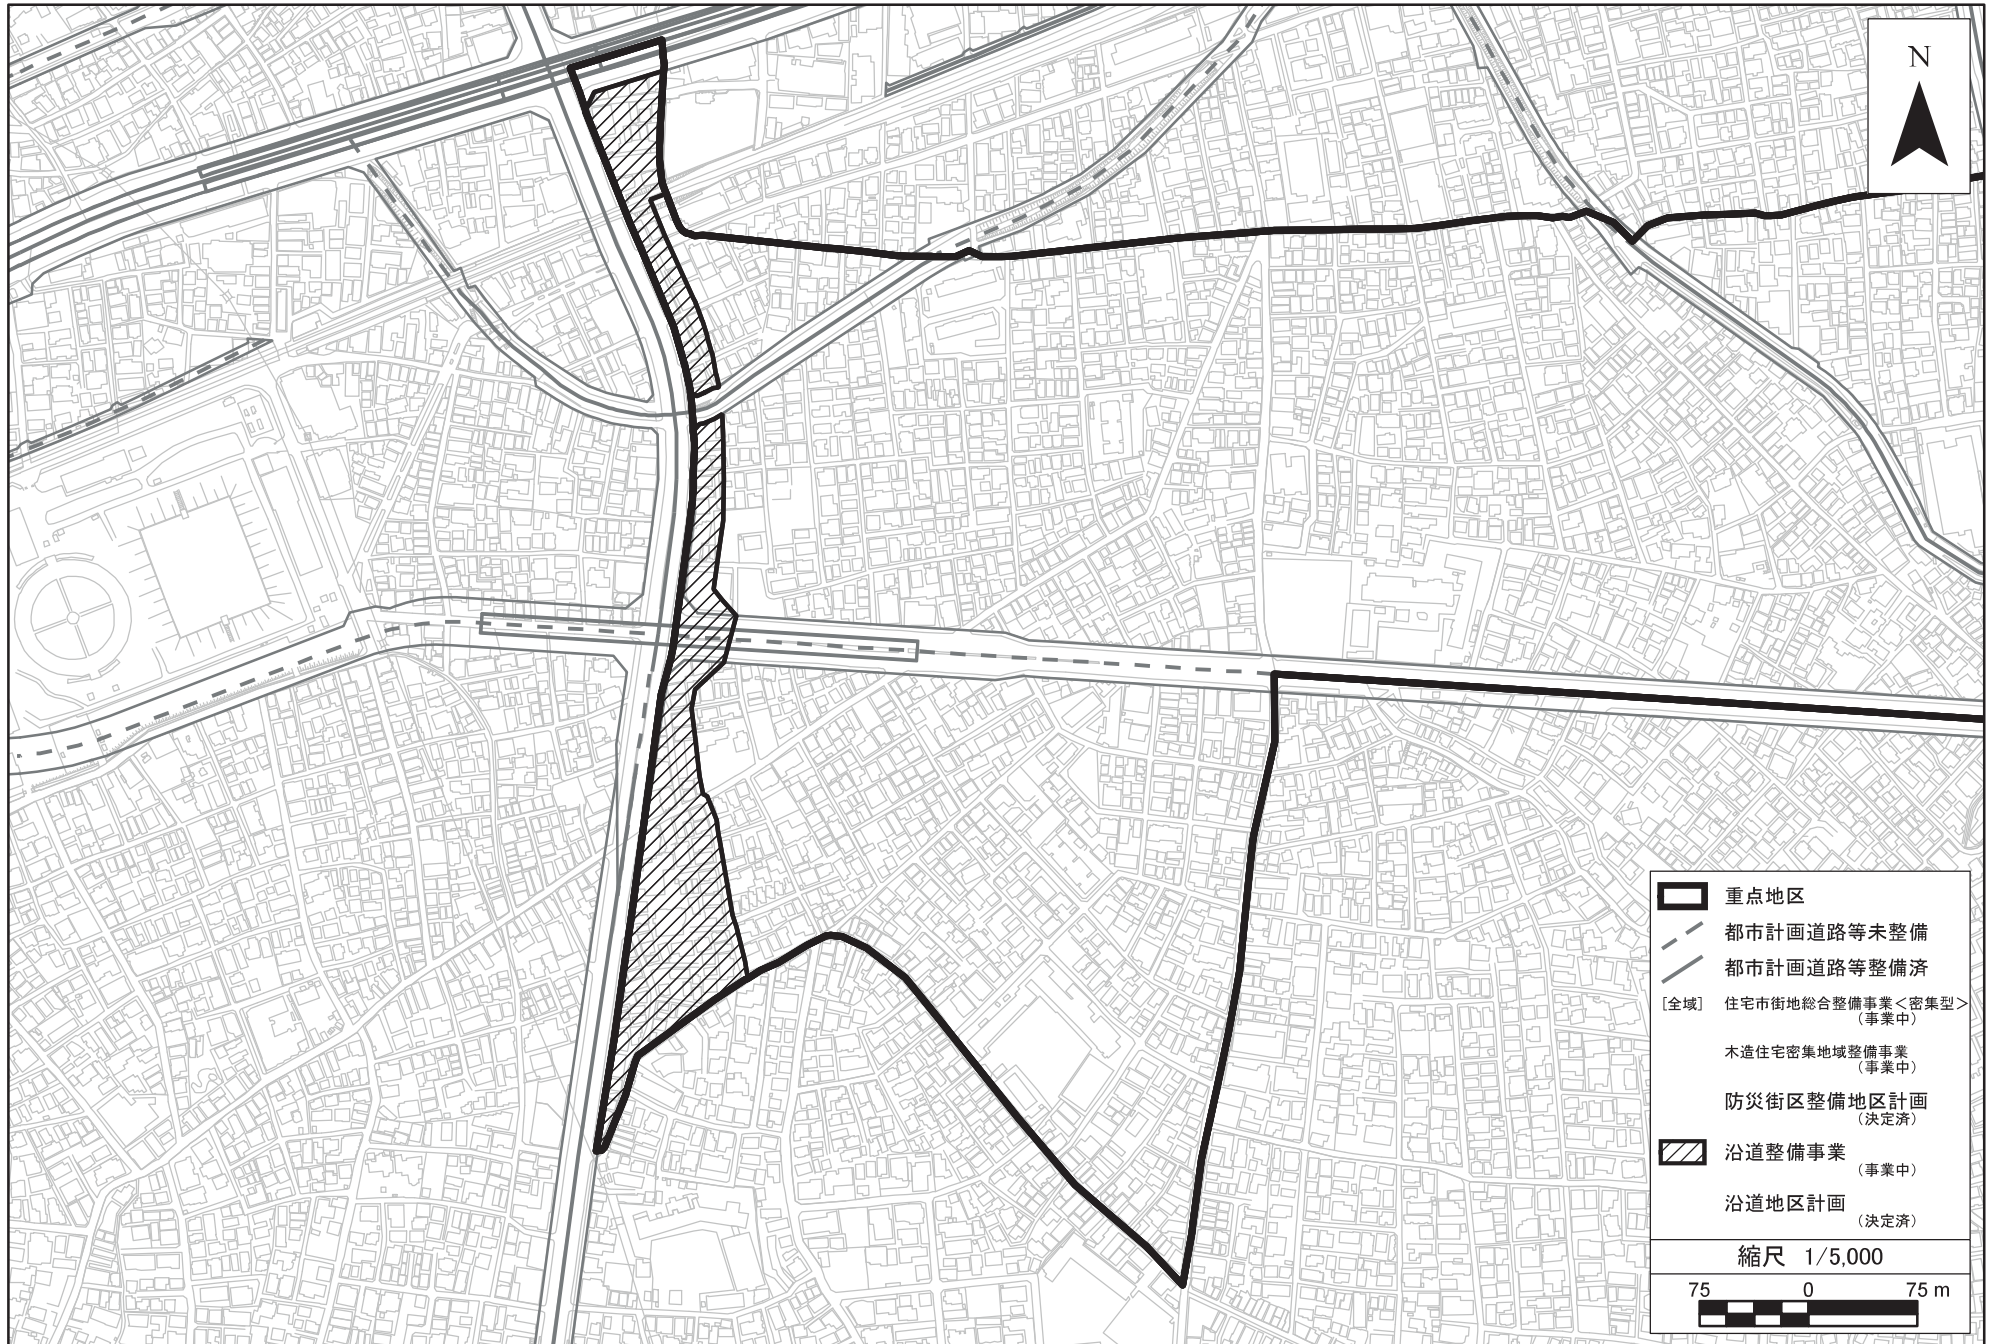 N
重点地区
都市計画道路等未整備
都市計画道路等整備済
[全域] 住宅市街地総合整備事業<密集型>
(事業中)
木造住宅密集地域整備事業
(事業中)
防災街区整備地区計画
(決定済)
沿道整備事業
(事業中)
沿道地区計画
(決定済)
縮尺 1/5,000
75 0 75 m